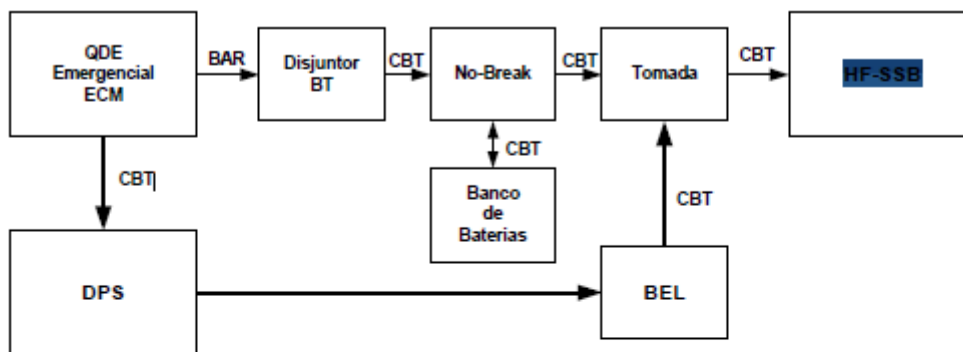 QDE
Emergencial
ECM
BAR
Disjuntor
BT
CBT
No-Break
CBT
Tomada
CBT
HF-SSB
CBT
CBT
Banco
de
Baterias
CBT
DPS
BEL